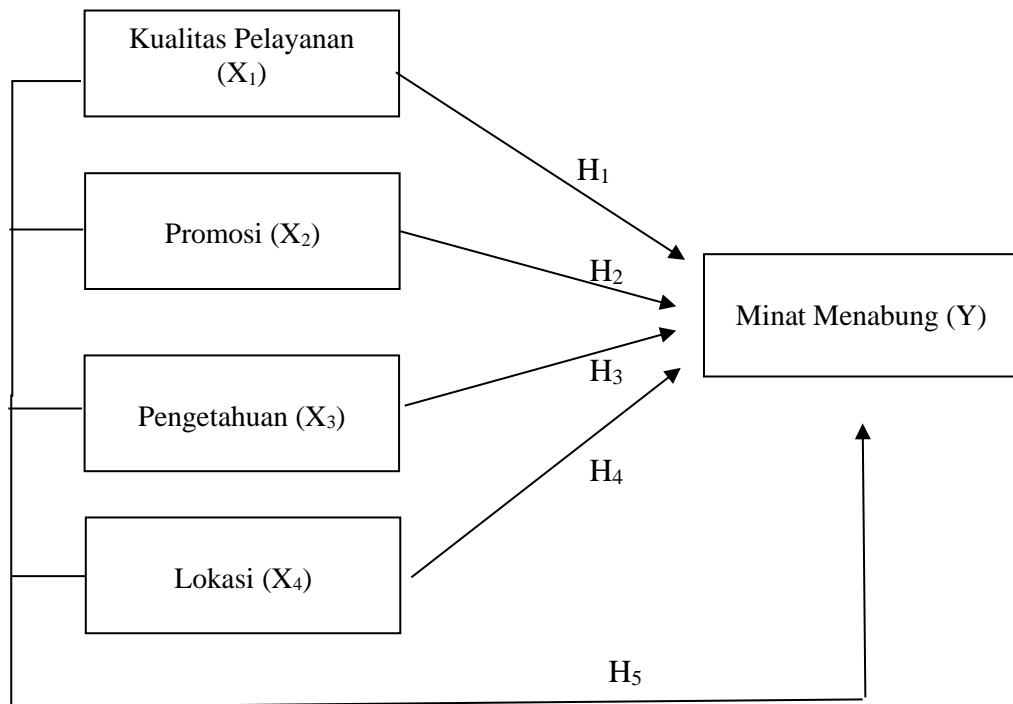 Kualitas Pelayanan
(X₁)
H₁
Promosi (X₂)
H₂
Minat Menabung (Y)
H₃
Pengetahuan (X₃)
H₄
Lokasi (X₄)
H₅